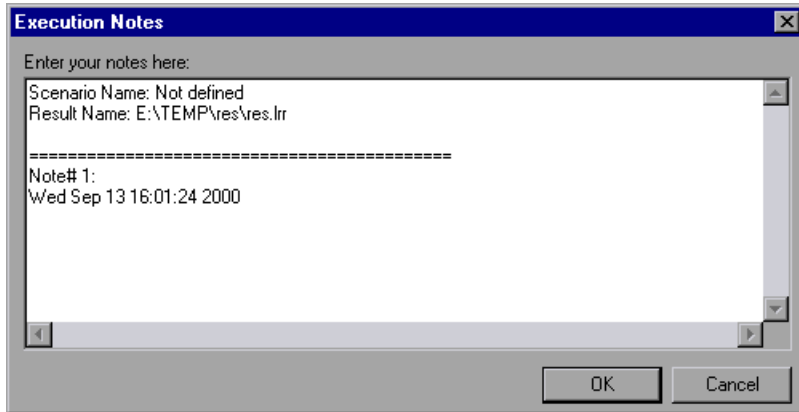 Execution Notes
Enter your notes here:
Scenario Name: Not defined
Result Name: E:\TEMP\res\res.lrr
============================================
Note# 1:
Wed Sep 13 16:01:24 2000
OK
Cancel